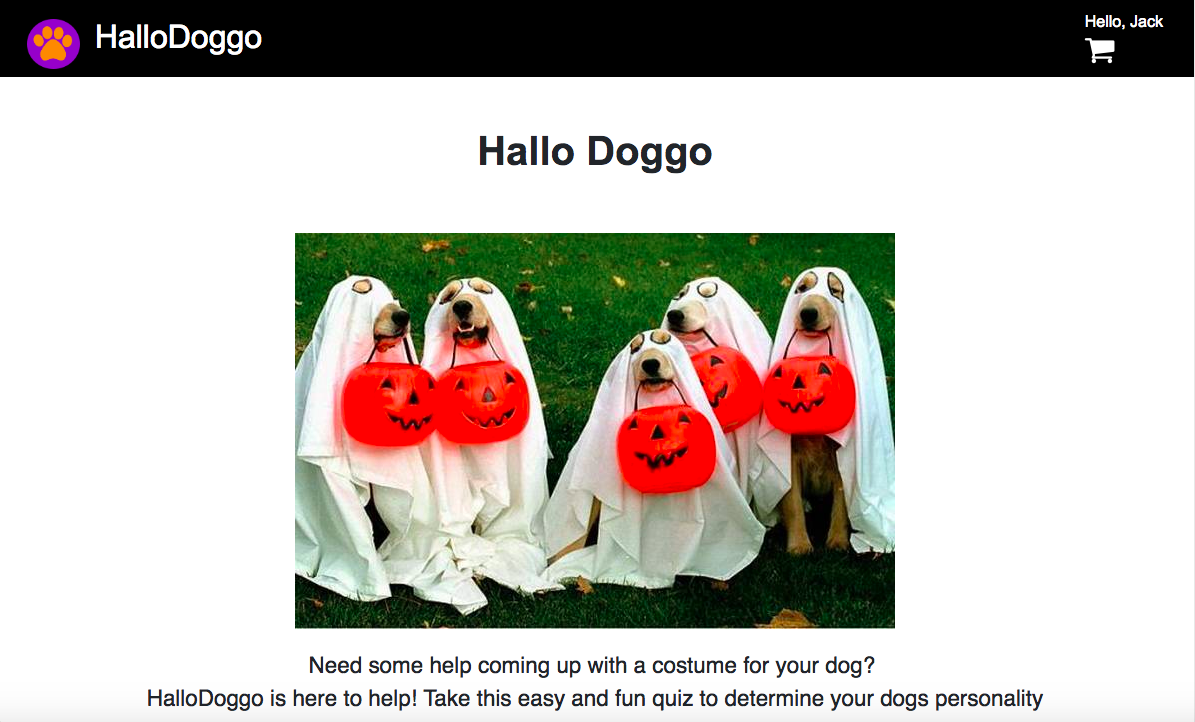 HalloDoggo
Hello, Jack
Hallo Doggo
Need some help coming up with a costume for your dog?
HalloDoggo is here to help! Take this easy and fun quiz to determine your dogs personality